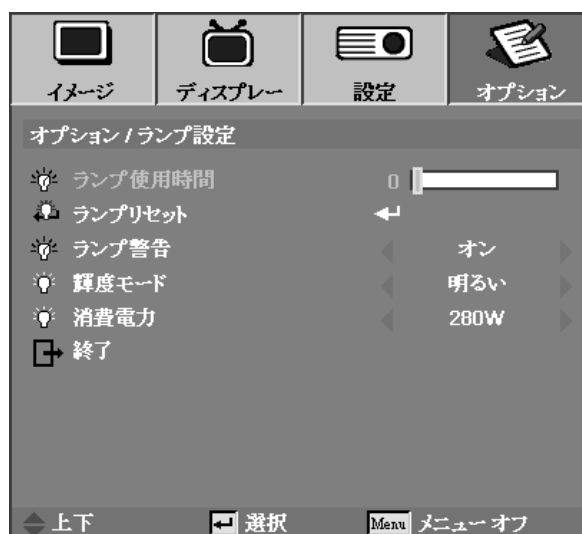 イメージ ディスプレー 設定 オプション
オプション / ランプ設定
ランプ使用時間 0
ランプリセット
ランプ警告 オン
輝度モード 明るい
消費電力 280W
終了
上下 選択 Menu メニューオフ